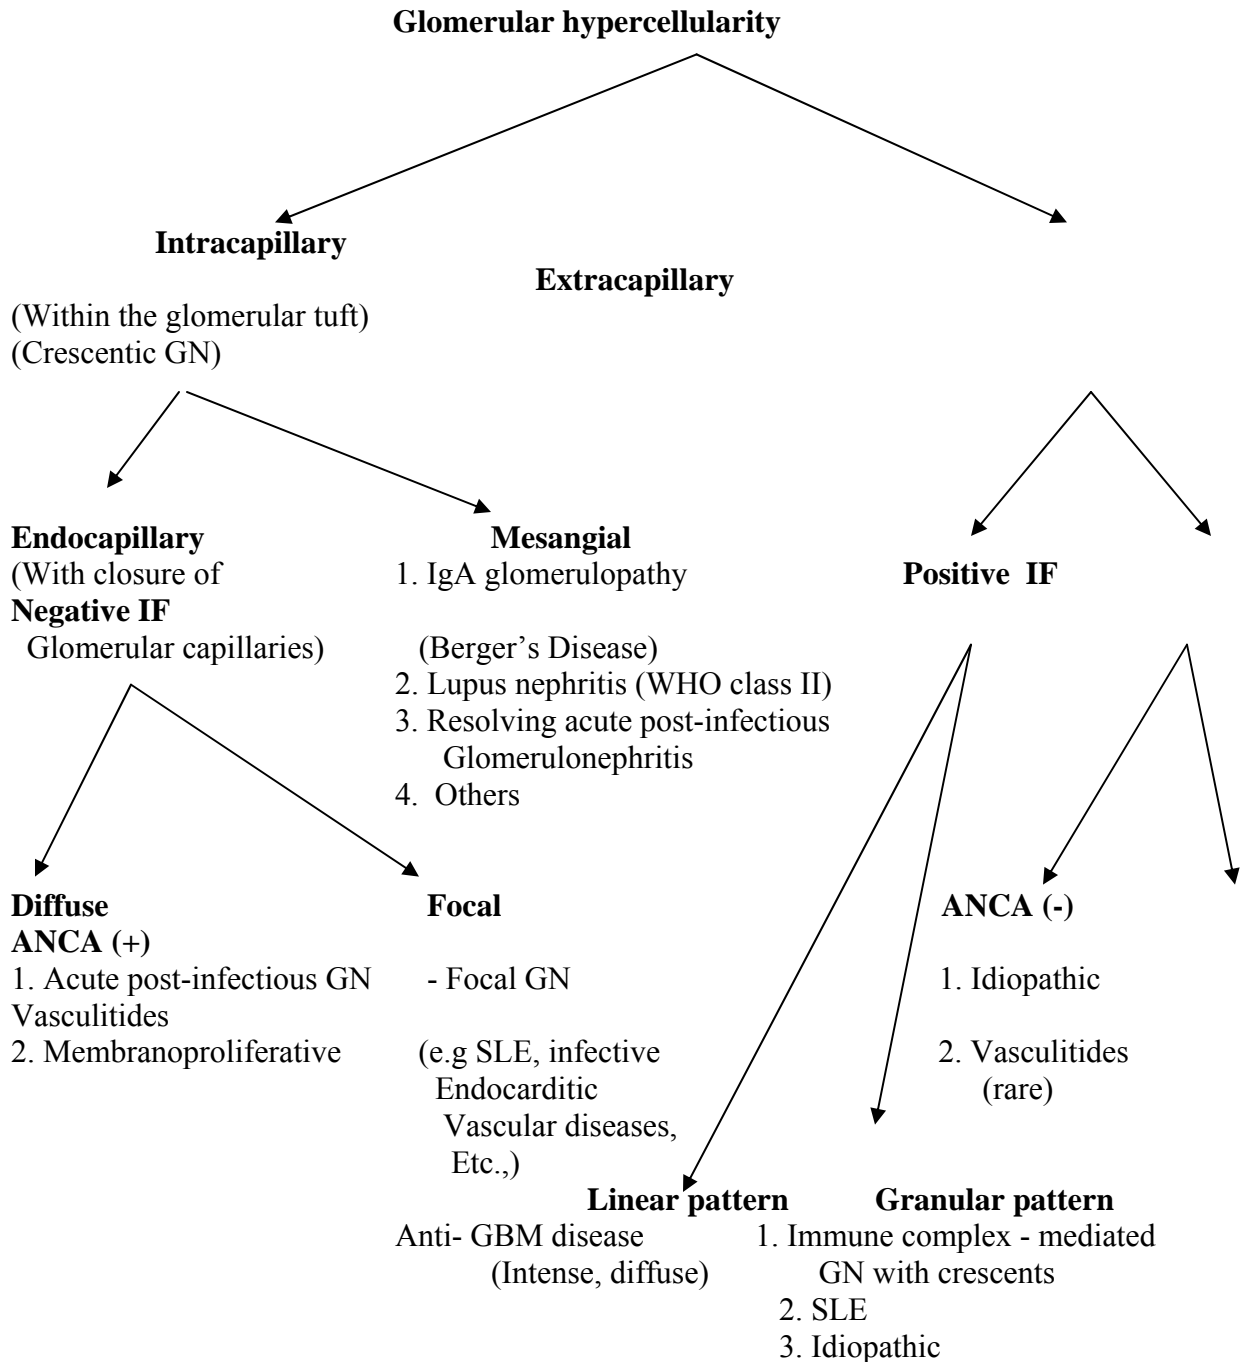 Glomerular hypercellularity
Intracapillary
Extracapillary
(Within the glomerular tuft)
(Crescentic GN)
Endocapillary
(With closure of
Negative IF
Glomerular capillaries)
Mesangial
1. IgA glomerulopathy
(Berger’s Disease)
2. Lupus nephritis (WHO class II)
3. Resolving acute post-infectious
Glomerulonephritis
4. Others
Positive IF
Diffuse
ANCA (+)
1. Acute post-infectious GN
Vasculitides
2. Membranoproliferative
Focal
- Focal GN
(e.g SLE, infective
Endocarditic
Vascular diseases,
Etc.,)
ANCA (-)
1. Idiopathic
2. Vasculitides
(rare)
Linear pattern
Anti- GBM disease
(Intense, diffuse)
Granular pattern
1. Immune complex - mediated
GN with crescents
2. SLE
3. Idiopathic